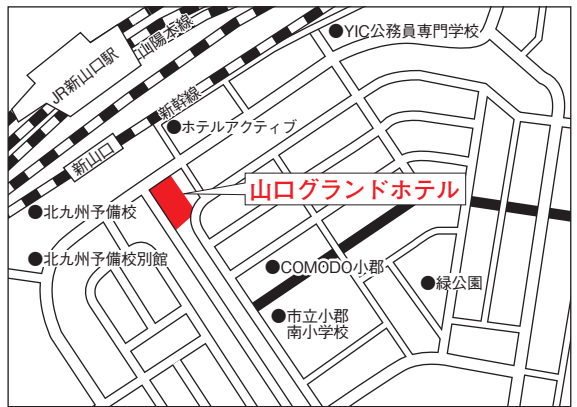 ●YIC公務員専門学校
山陽本線
JR新山口駅
新幹線
●ホテルアクティブ
新山口
山口グランドホテル
●北九州予備校
●北九州予備校別館
●COMODO小郡
●緑公園
●市立小郡
南小学校